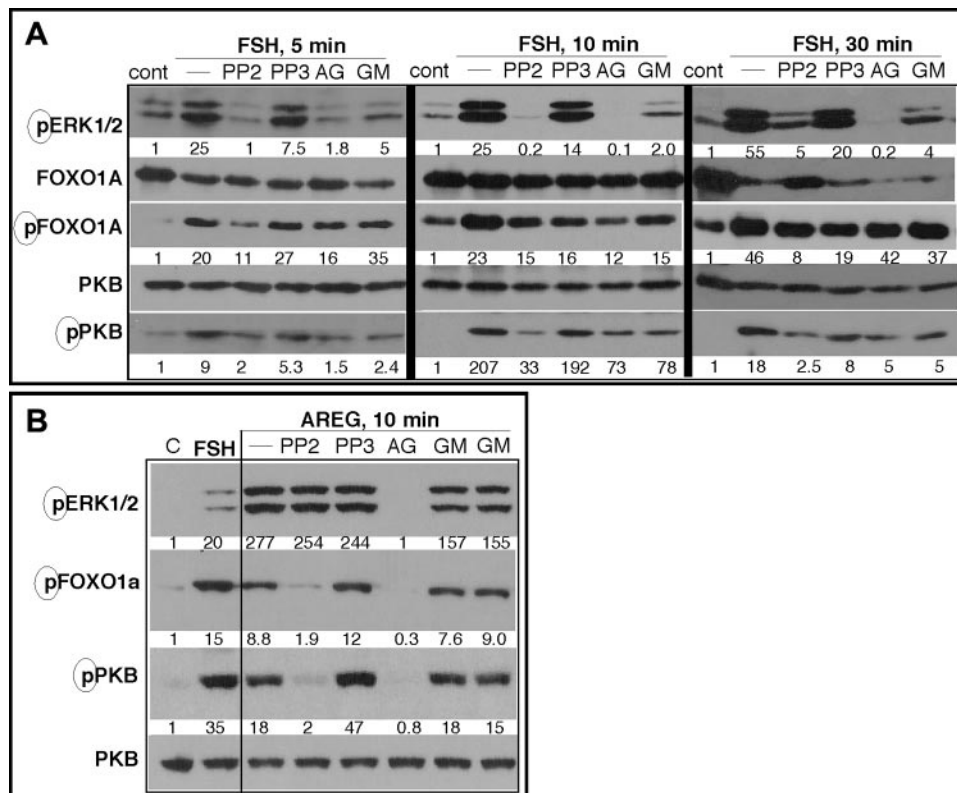 A
FSH, 5 min FSH, 10 min FSH, 30 min
cont — PP2 PP3 AG GM cont — PP2 PP3 AG GM cont — PP2 PP3 AG GM
pERK1/2
1 25 1 7.5 1.8 5 1 25 0.2 14 0.1 2.0 1 55 5 20 0.2 4
FOXO1A
pFOXO1A
1 20 11 27 16 35 1 23 15 16 12 15 1 46 8 19 42 37
PKB
pPKB
1 9 2 5.3 1.5 2.4 1 207 33 192 73 78 1 18 2.5 8 5 5
B
AREG, 10 min
C FSH — PP2 PP3 AG GM GM
pERK1/2
1 20 277 254 244 1 157 155
pFOXO1a
1 15 8.8 1.9 12 0.3 7.6 9.0
pPKB
1 35 18 2 47 0.8 18 15
PKB